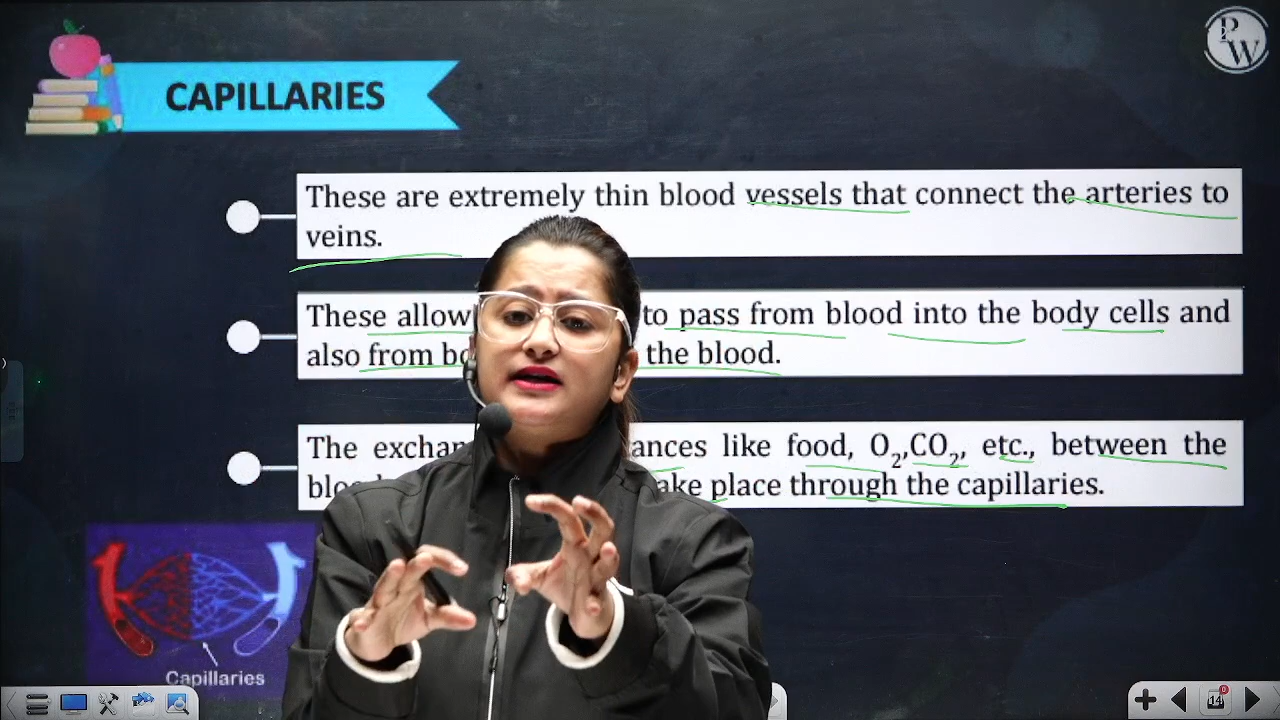 PW
CAPILLARIES
These are extremely thin blood vessels that connect the arteries to
veins.
These allow to pass from blood into the body cells and
also from the blood.
The like food, O₂,CO₂, etc., between the
place through the capillaries.
Capillaries
14